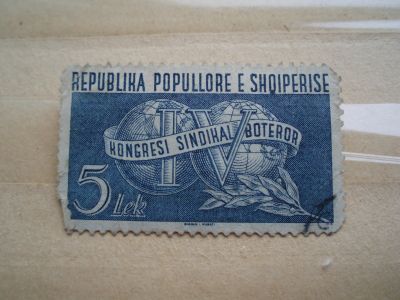 REPUBLIKA POPULLORE E SHQIPERISE
KONGRESI SINDIKAL BOTEROR
IV
5 Lek